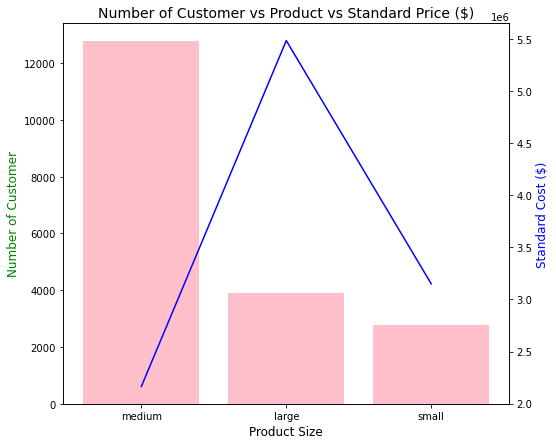 Number of Customer vs Product vs Standard Price ($)
1e6
12000
10000
8000
6000
4000
2000
0
Number of Customer
5.5
5.0
4.5
4.0
3.5
3.0
2.5
2.0
Standard Cost ($)
medium large small
Product Size